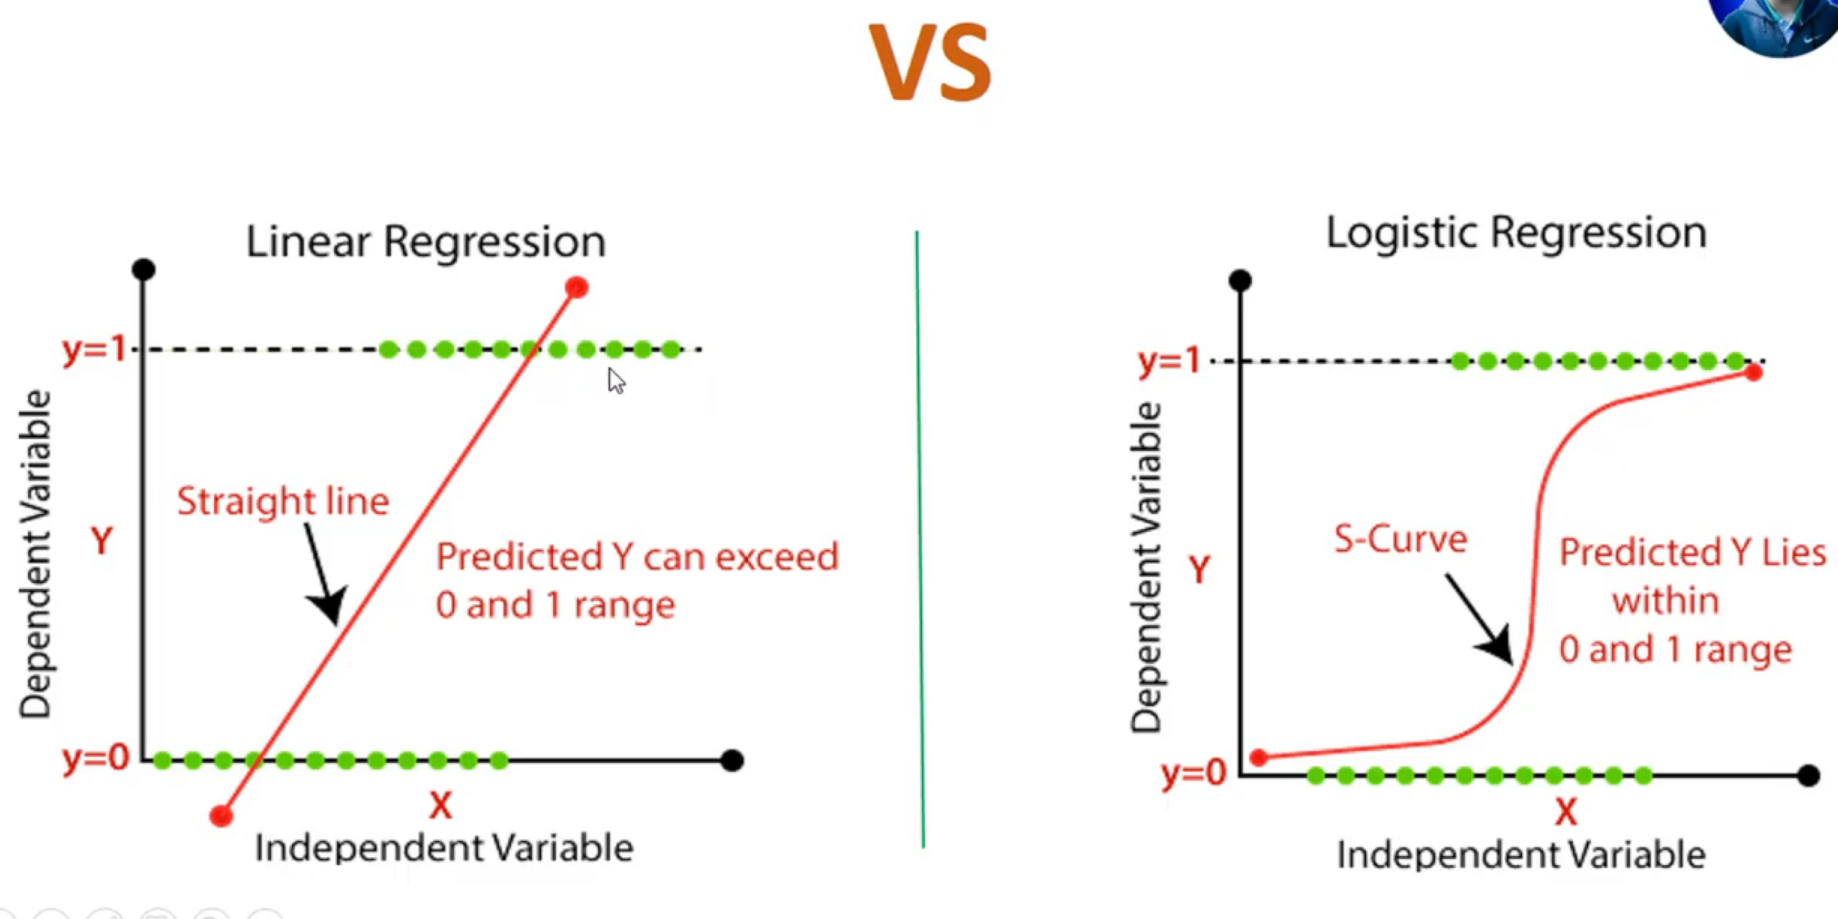 VS
Linear Regression
y=1
Dependent Variable
Y
Straight line
Predicted Y can exceed
0 and 1 range
y=0
X
Independent Variable
Logistic Regression
y=1
Dependent Variable
Y
S-Curve
Predicted Y Lies
within
0 and 1 range
y=0
X
Independent Variable